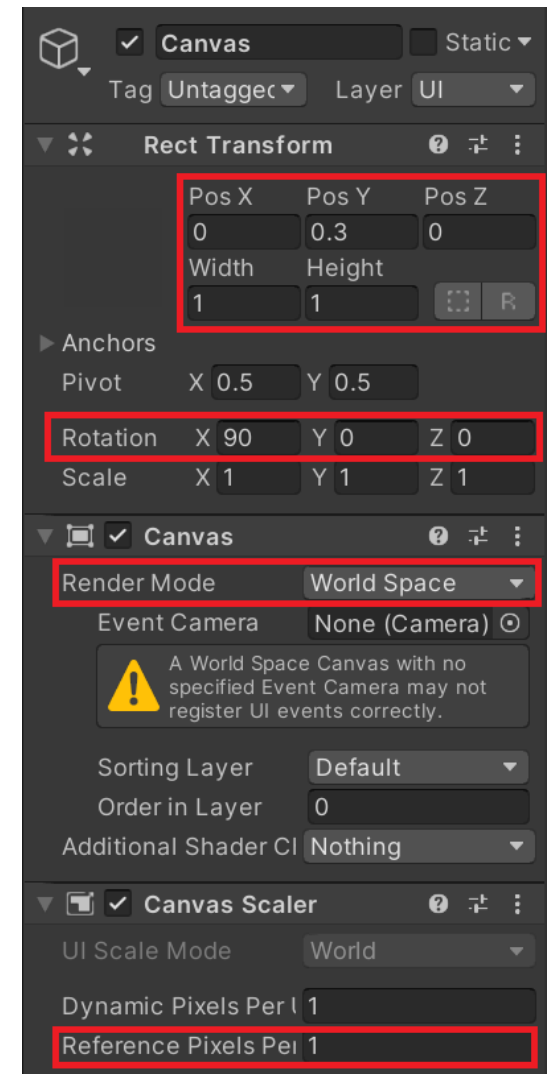 Canvas Static
Tag Untagged Layer UI
Rect Transform
Pos X Pos Y Pos Z
0 0.3 0
Width Height
1 1 R
Anchors
Pivot X 0.5 Y 0.5
Rotation X 90 Y 0 Z 0
Scale X 1 Y 1 Z 1
Canvas
Render Mode World Space
Event Camera None (Camera)
A World Space Canvas with no
specified Event Camera may not
register UI events correctly.
Sorting Layer Default
Order in Layer 0
Additional Shader Cl Nothing
Canvas Scaler
UI Scale Mode World
Dynamic Pixels Per U 1
Reference Pixels Per 1